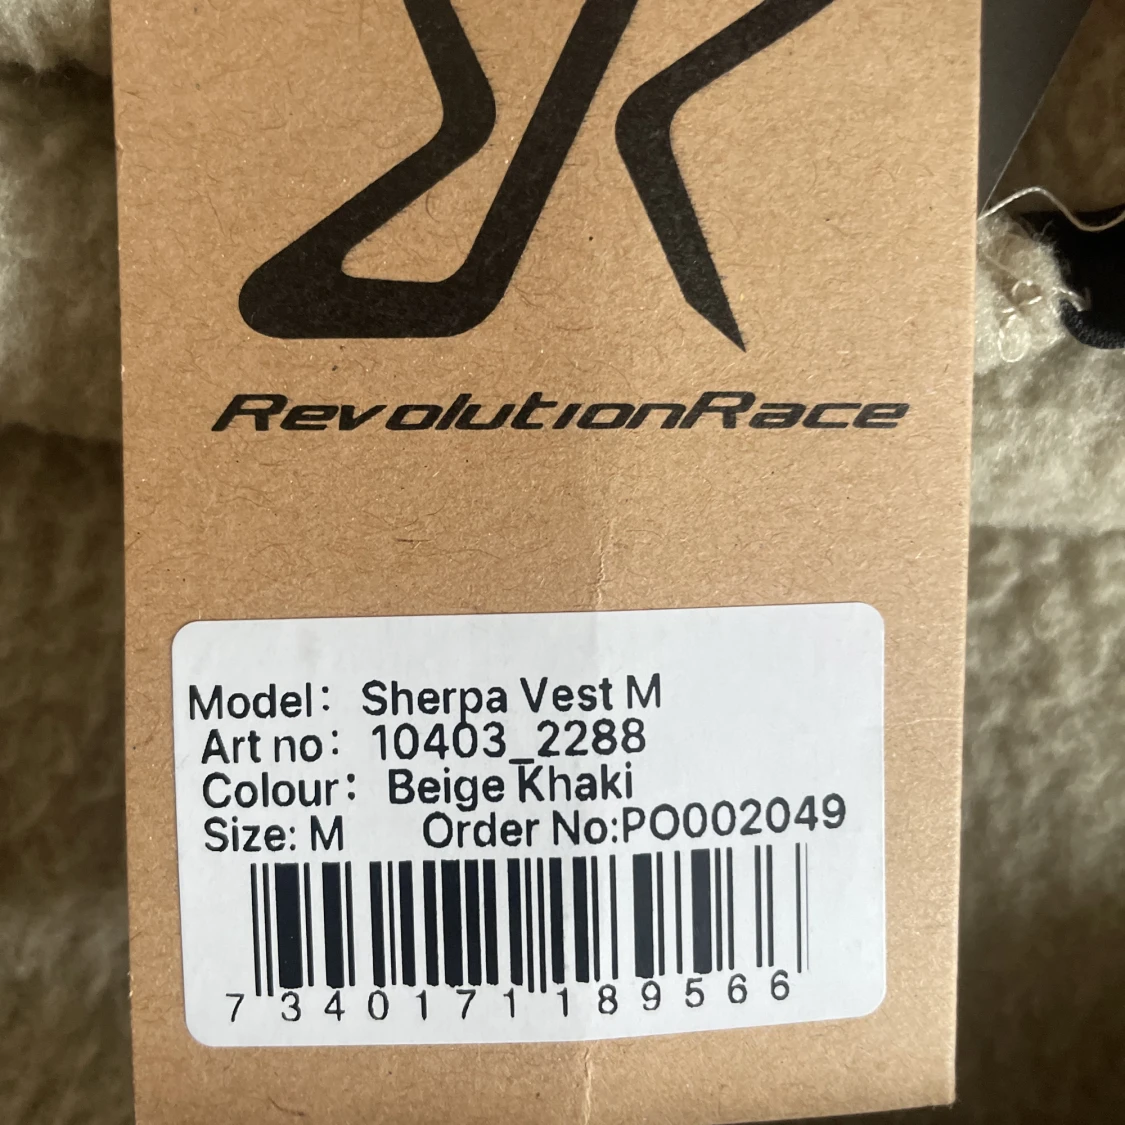 RevolutionRace
Model: Sherpa Vest M
Art no: 10403_2288
Colour: Beige Khaki
Size: M Order No:PO002049
7 340171 189566